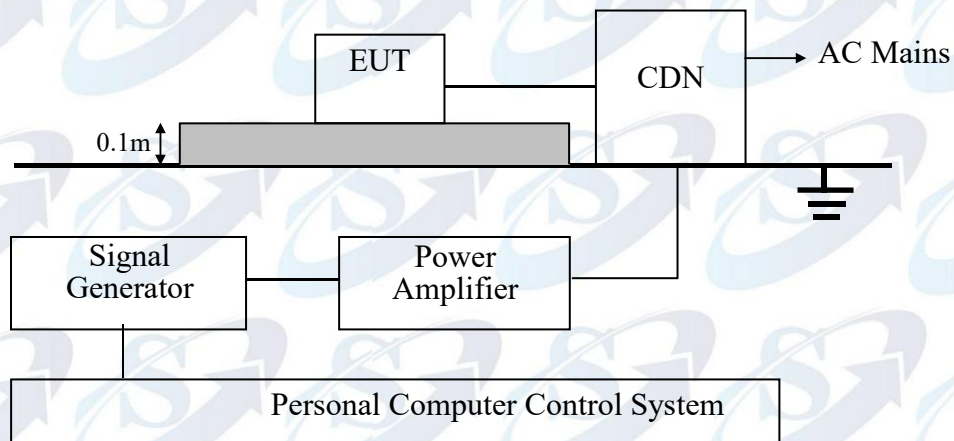 EUT
CDN
AC Mains
0.1m
Signal
Generator
Power
Amplifier
Personal Computer Control System